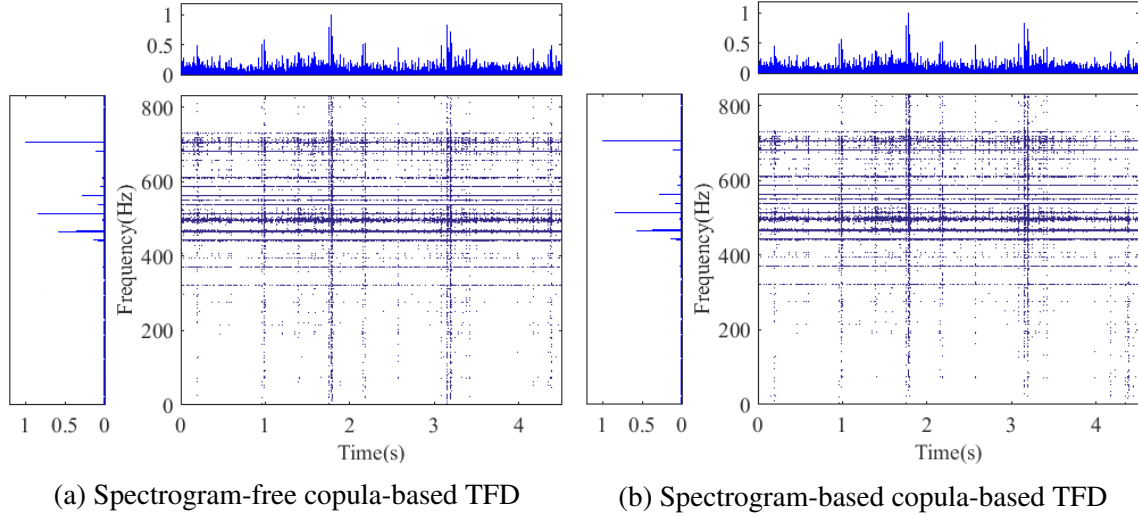 1
0.5
0
800
600
400
200
0
Frequency(Hz)
1 0.5 0
0 1 2 3 4
Time(s)
(a) Spectrogram-free copula-based TFD
1
0.5
0
800
600
400
200
0
Frequency(Hz)
1 0.5 0
0 1 2 3 4
Time(s)
(b) Spectrogram-based copula-based TFD